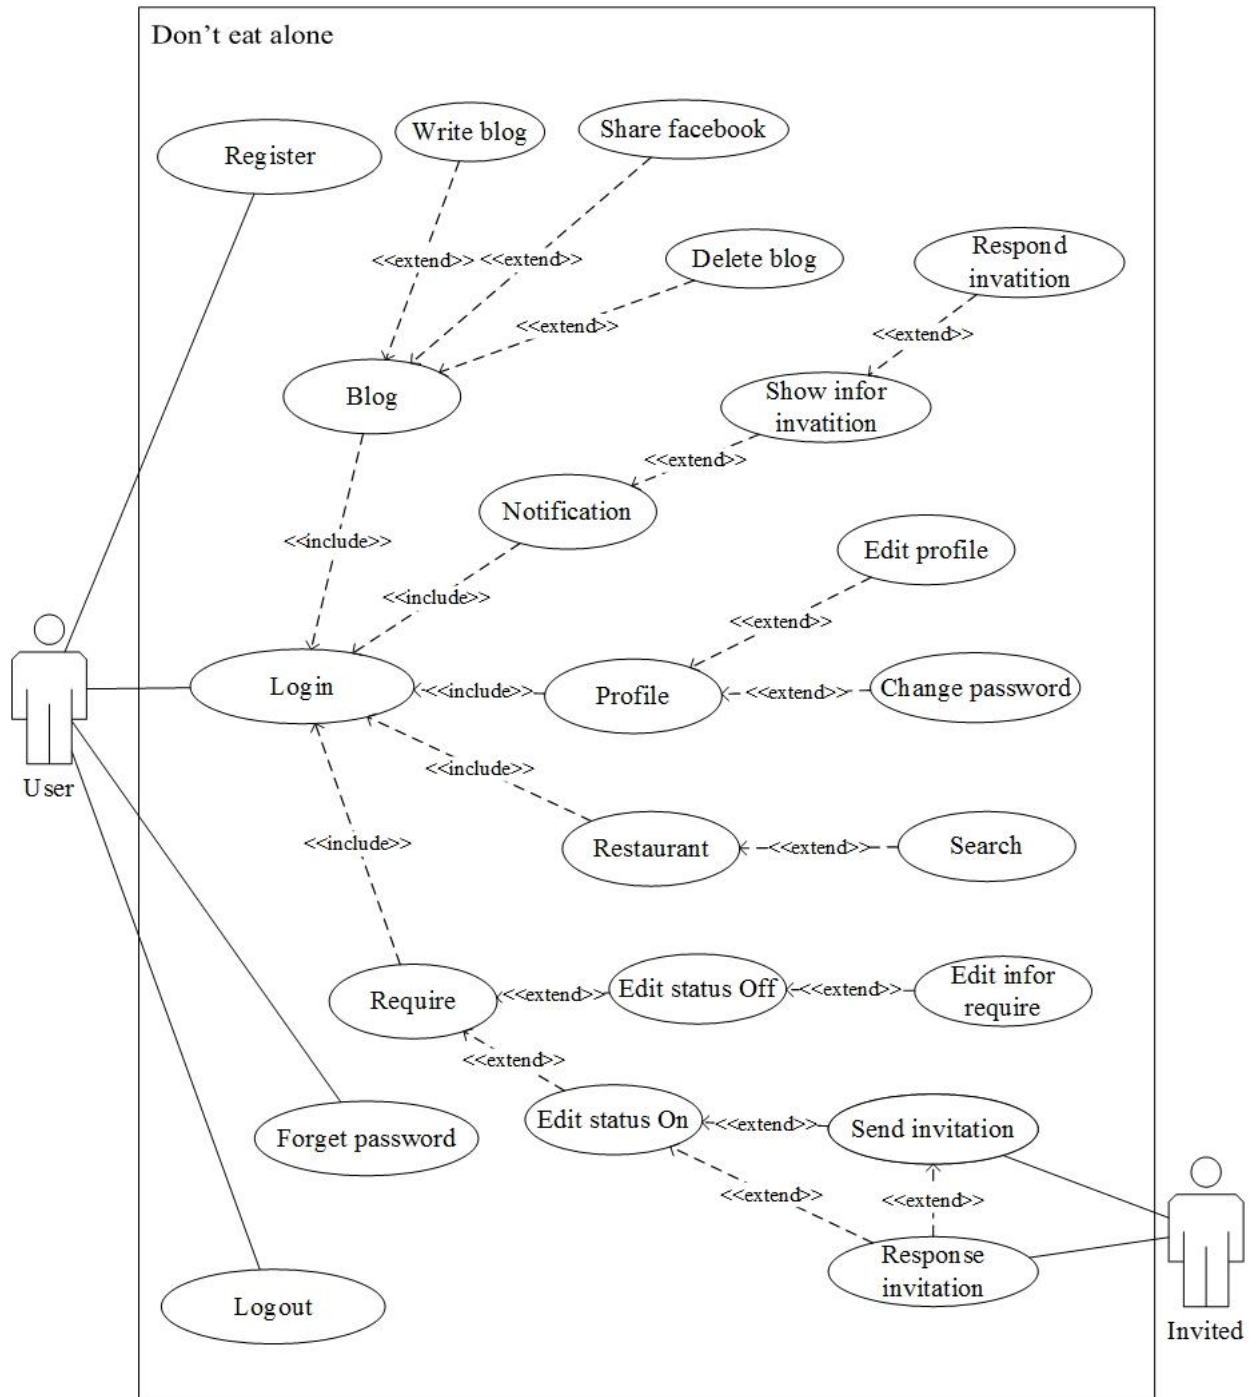 Don't eat alone
Write blog
Share facebook
Register
<<extend>>
<<extend>>
Delete blog
Respond
invatition
<<extend>>
<<extend>>
Blog
Show infor
invatition
<<extend>>
Notification
<<include>>
Edit profile
<<include>>
<<extend>>
Login
<<include>>
Profile
<<extend>>
Change password
User
<<include>>
<<include>>
Restaurant
<<extend>>
Search
Require
<<extend>>
Edit status Off
<<extend>>
Edit infor
require
<<extend>>
Forget password
Edit status On
<<extend>>
Send invitation
<<extend>>
<<extend>>
Response
invitation
Logout
Invited